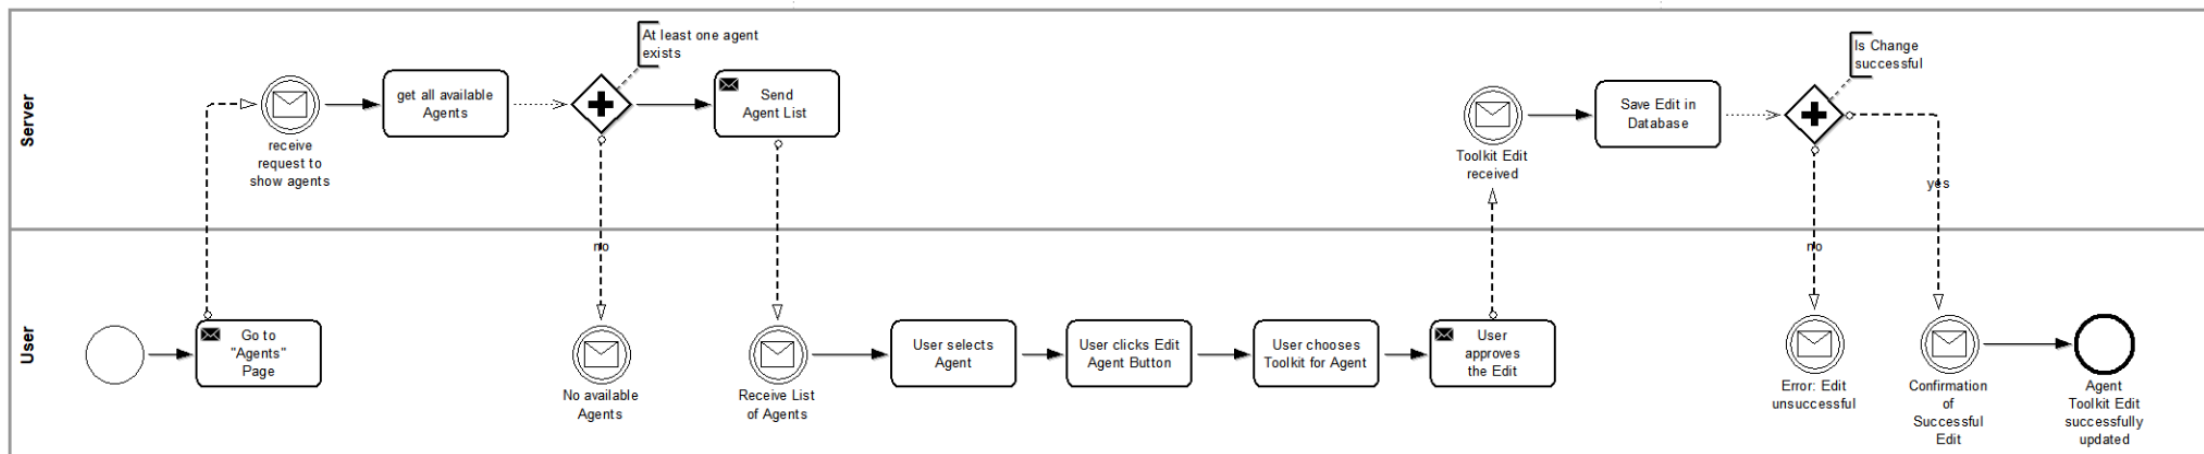 Server
receive
request to
show agents
get all available
Agents
At least one agent
exists
Send
Agent List
Toolkit Edit
received
Save Edit in
Database
Is Change
successful
yes
no
no
User
Go to
"Agents"
Page
No available
Agents
Receive List
of Agents
User selects
Agent
User clicks Edit
Agent Button
User chooses
Toolkit for Agent
User
approves
the Edit
Error: Edit
unsuccessful
Confirmation
of
Successful
Edit
Agent
Toolkit Edit
successfully
updated